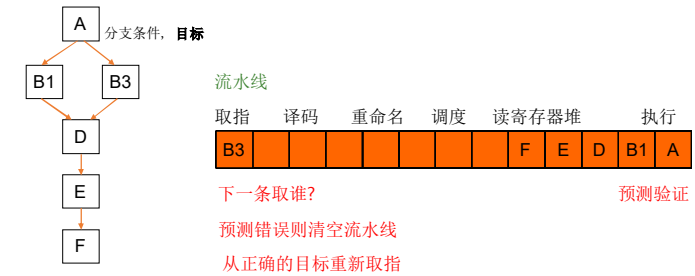 A
分支条件，目标
B1 B3
D
E
F
流水线
取指 译码 重命名 调度 读寄存器堆 执行
B3 F E D B1 A
下一条取谁?
预测验证
预测错误则清空流水线
从正确的目标重新取指